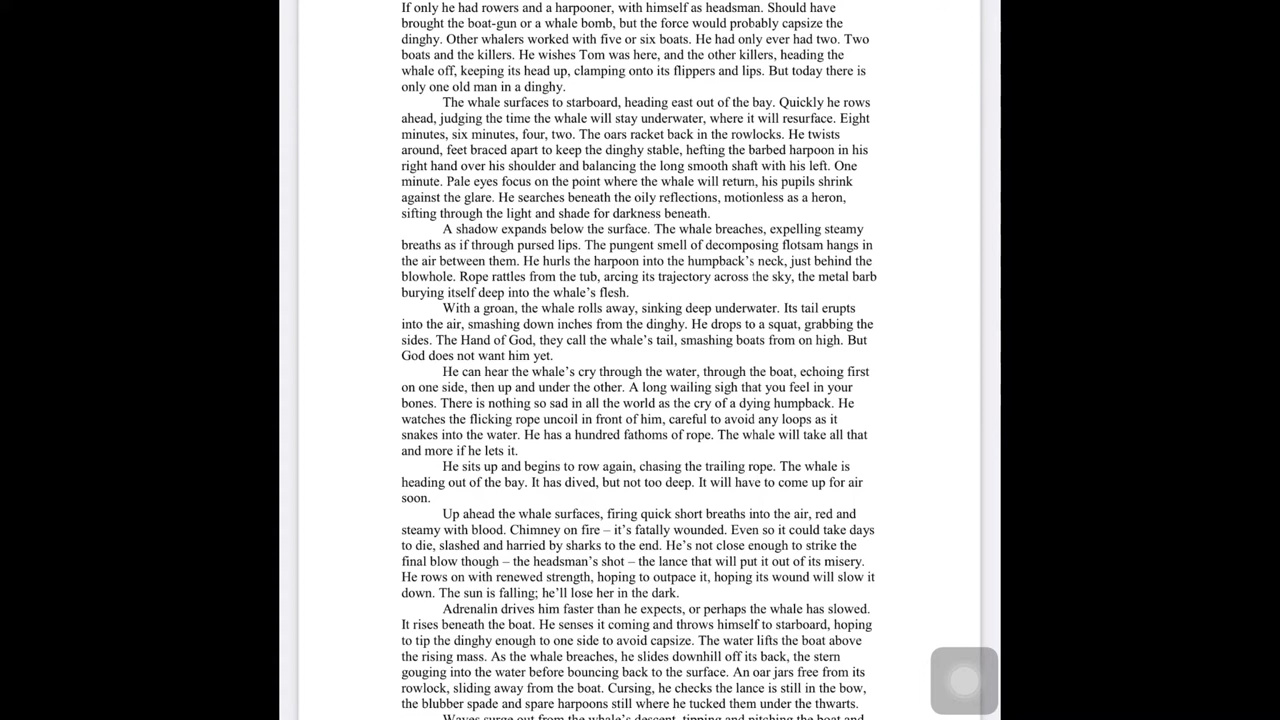 If only he had rowers and a harpooner, with himself as headsman. Should have
brought the boat-gun or a whale bomb, but the force would probably capsize the
dinghy. Other whalers worked with five or six boats. He had only ever had two. Two
boats and the killers. He wishes Tom was here, and the other killers, heading the
whale off, keeping its head up, clamping onto its flippers and lips. But today there is
only one old man in a dinghy.
The whale surfaces to starboard, heading east out of the bay. Quickly he rows
ahead, judging the time the whale will stay underwater, where it will resurface. Eight
minutes, six minutes, four, two. The oars racket back in the rowlocks. He twists
around, feet braced apart to keep the dinghy stable, hefting the barbed harpoon in his
right hand over his shoulder and balancing the long smooth shaft with his left. One
minute. Pale eyes focus on the point where the whale will return, his pupils shrink
against the glare. He searches beneath the oily reflections, motionless as a heron,
sifting through the light and shade for darkness beneath.
A shadow expands below the surface. The whale breaches, expelling steamy
breaths as if through pursed lips. The pungent smell of decomposing flotsam hangs in
the air between them. He hurls the harpoon into the humpback's neck, just behind the
blowhole. Rope rattles from the tub, arcing its trajectory across the sky, the metal barb
burying itself deep into the whale's flesh.
With a groan, the whale rolls away, sinking deep underwater. Its tail erupts
into the air, smashing down inches from the dinghy. He drops to a squat, grabbing the
sides. The Hand of God, they call the whale's tail, smashing boats from on high. But
God does not want him yet.
He can hear the whale's cry through the water, through the boat, echoing first
on one side, then up and under the other. A long wailing sigh that you feel in your
bones. There is nothing so sad in all the world as the cry of a dying humpback. He
watches the flicking rope uncoil in front of him, careful to avoid any loops as it
snakes into the water. He has a hundred fathoms of rope. The whale will take all that
and more if he lets it.
He sits up and begins to row again, chasing the trailing rope. The whale is
heading out of the bay. It has dived, but not too deep. It will have to come up for air
soon.
Up ahead the whale surfaces, firing quick short breaths into the air, red and
steamy with blood. Chimney on fire – it's fatally wounded. Even so it could take days
to die, slashed and harried by sharks to the end. He's not close enough to strike the
final blow though – the headsman's shot – the lance that will put it out of its misery.
He rows on with renewed strength, hoping to outpace it, hoping its wound will slow it
down. The sun is falling; he'll lose her in the dark.
Adrenalin drives him faster than he expects, or perhaps the whale has slowed.
It rises beneath the boat. He senses it coming and throws himself to starboard, hoping
to tip the dinghy enough to one side to avoid capsize. The water lifts the boat above
the rising mass. As the whale breaches, he slides downhill off its back, the stern
gouging into the water before bouncing back to the surface. An oar jars free from its
rowlock, sliding away from the boat. Cursing, he checks the lance is still in the bow,
the blubber spade and spare harpoons still where he tucked them under the thwarts.
Waves surge out from the whale's descent, tipping and pitching the boat and